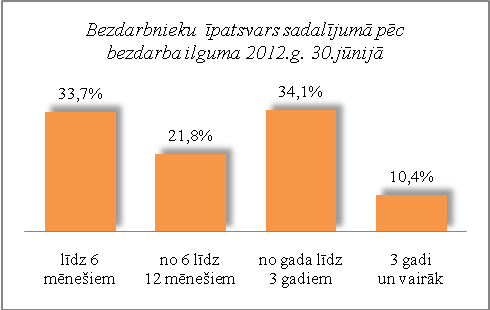 Bezdarbnieku īpatsvars sadalījumā pēc
bezdarba ilguma 2012.g. 30.jūnijā
33,7%
21,8%
34,1%
10,4%
līdz 6
mēnešiem
no 6 līdz
12 mēnešiem
no gada līdz
3 gadiem
3 gadi
un vairāk